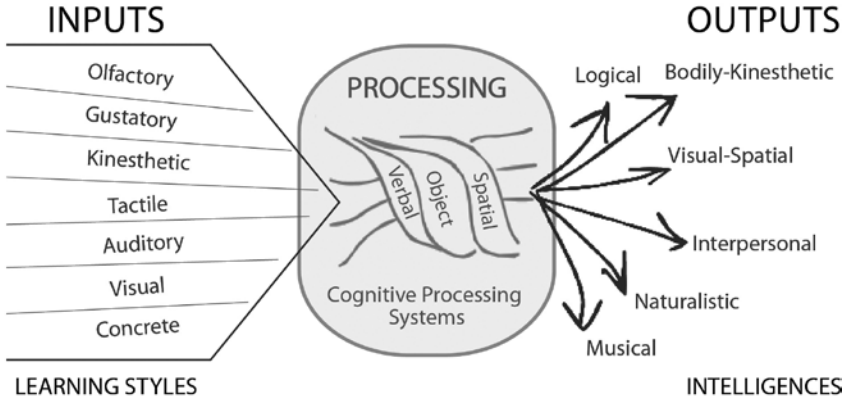 INPUTS
Olfactory
Gustatory
Kinesthetic
Tactile
Auditory
Visual
Concrete
LEARNING STYLES
PROCESSING
Verbal
Object
Spatial
Cognitive Processing
Systems
OUTPUTS
Logical
Bodily-Kinesthetic
Visual-Spatial
Interpersonal
Naturalistic
Musical
INTELLIGENCES